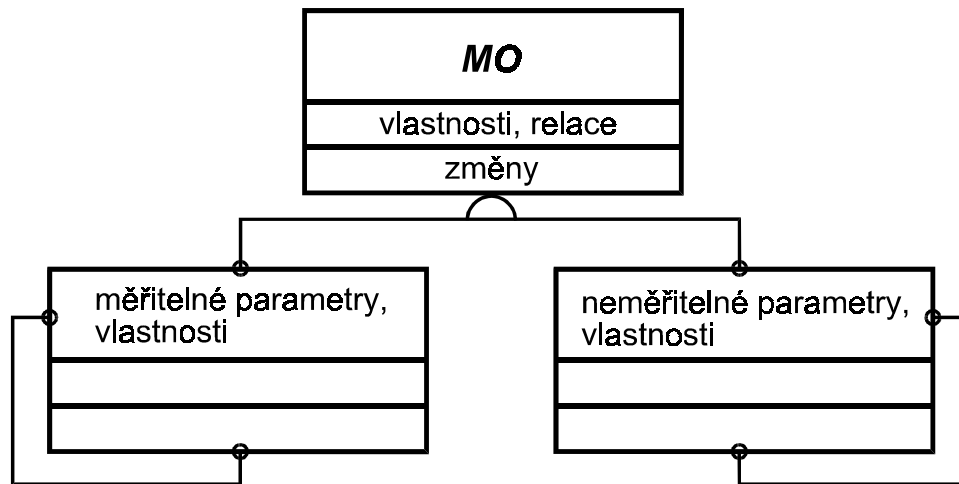 MO
vlastnosti, relace
změny
měřitelné parametry,
vlastnosti
neměřitelné parametry,
vlastnosti